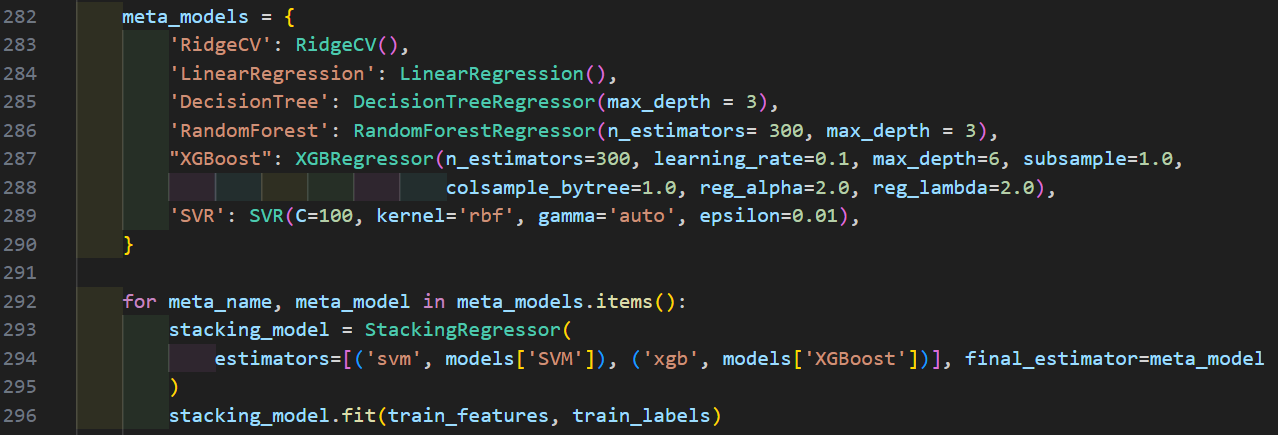 282 meta_models = {
283 'RidgeCV': RidgeCV(),
284 'LinearRegression': LinearRegression(),
285 'DecisionTree': DecisionTreeRegressor(max_depth = 3),
286 'RandomForest': RandomForestRegressor(n_estimators= 300, max_depth = 3),
287 "XGBoost": XGBRegressor(n_estimators=300, learning_rate=0.1, max_depth=6, subsample=1.0,
288 colsample_bytree=1.0, reg_alpha=2.0, reg_lambda=2.0),
289 'SVR': SVR(C=100, kernel='rbf', gamma='auto', epsilon=0.01),
290 }
291
292 for meta_name, meta_model in meta_models.items():
293 stacking_model = StackingRegressor(
294 estimators=[('svm', models['SVM']), ('xgb', models['XGBoost'])], final_estimator=meta_model
295 )
296 stacking_model.fit(train_features, train_labels)